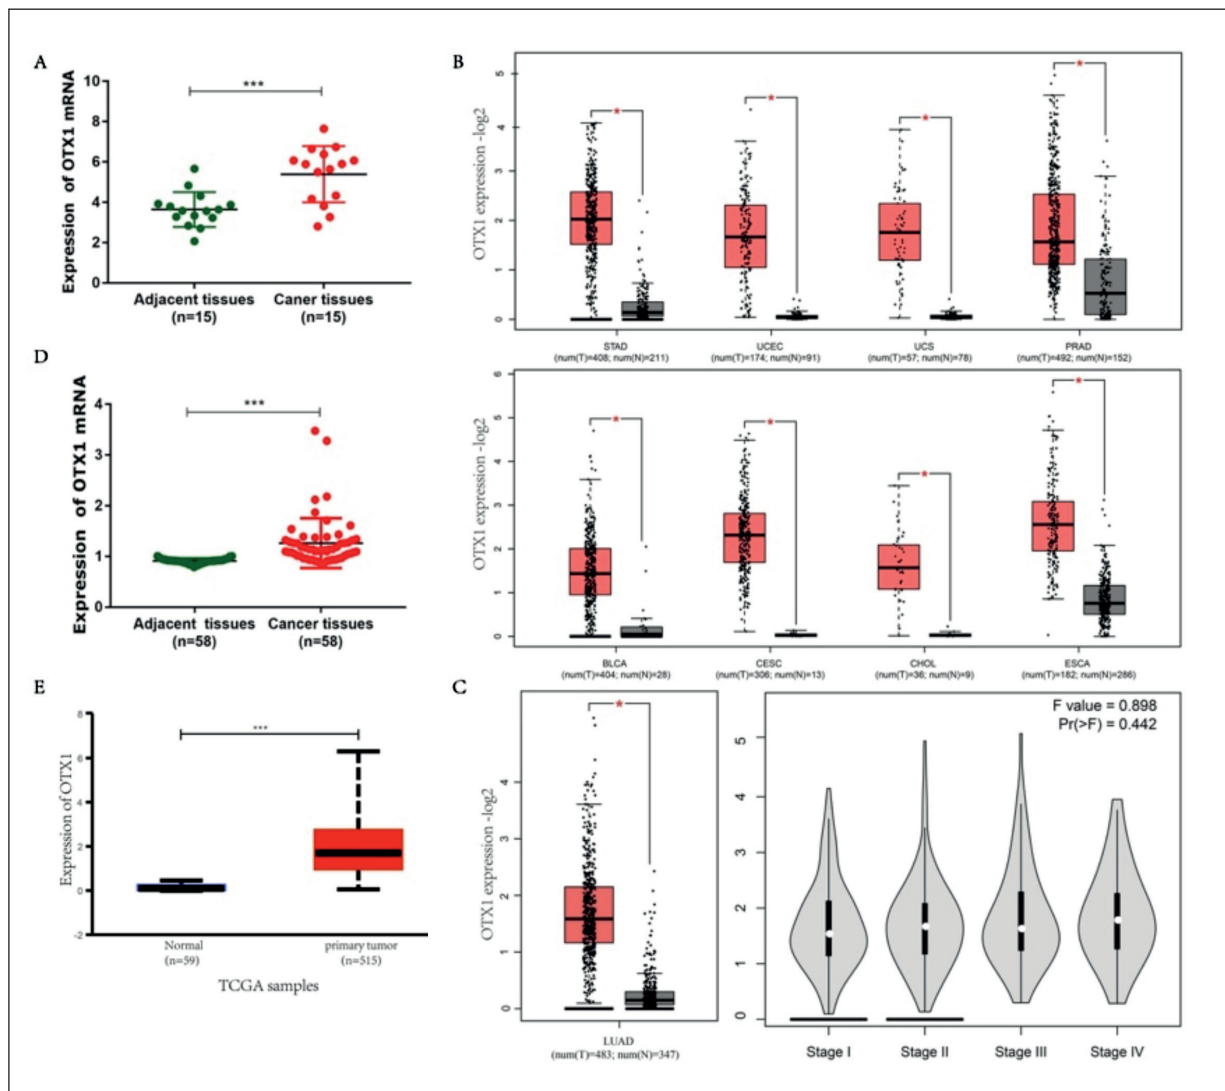 A
***
Expression of OTX1 mRNA
10
8
6
4
2
0
Adjacent tissues
(n=15)
Caner tissues
(n=15)
B
OTX1 expression -log2
5
4
3
2
1
0
*
*
*
*
STAD
(num(T)=408; num(N)=211)
UCEC
(num(T)=174; num(N)=91)
UCS
(num(T)=57; num(N)=78)
PRAD
(num(T)=492; num(N)=152)
OTX1 expression -log2
6
5
4
3
2
1
0
*
*
*
*
BLCA
(num(T)=404; num(N)=28)
CESC
(num(T)=306; num(N)=13)
CHOL
(num(T)=36; num(N)=9)
ESCA
(num(T)=182; num(N)=286)
D
***
Expression of OTX1 mRNA
4
3
2
1
0
Adjacent tissues
(n=58)
Cancer tissues
(n=58)
E
***
Expression of OTX1
8
6
4
2
0
-2
Normal
(n=59)
primary tumor
(n=515)
TCGA samples
C
OTX1 expression -log2
4
3
2
1
0
*
LUAD
(num(T)=483; num(N)=347)
F value = 0.898
Pr(>F) = 0.442
5
4
3
2
1
0
Stage I
Stage II
Stage III
Stage IV